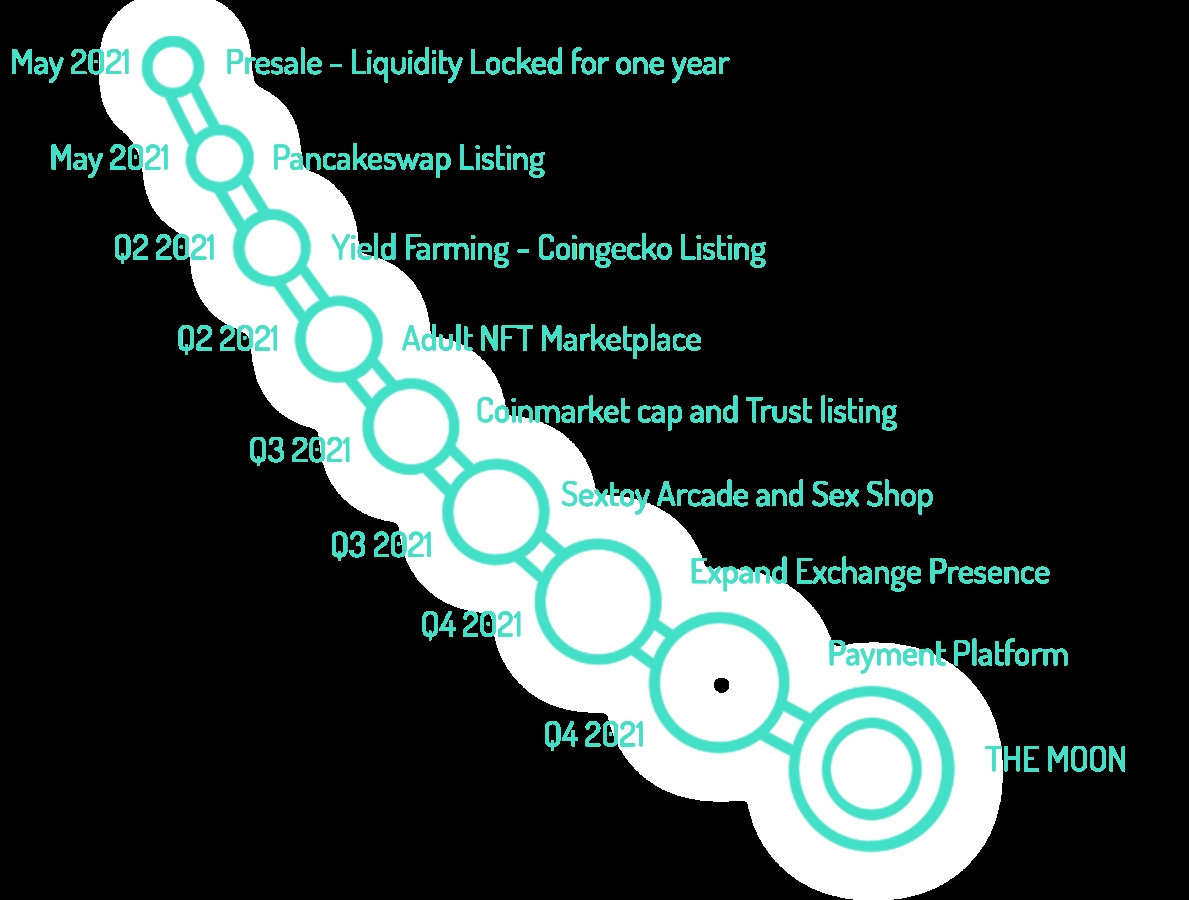 May 2021 Presale - Liquidity Locked for one year
May 2021 Pancakeswap Listing
Q2 2021 Yield Farming - Coingecko Listing
Q2 2021 Adult NFT Marketplace
Coinmarket cap and Trust listing
Q3 2021
Sextoy Arcade and Sex Shop
Q3 2021
Expand Exchange Presence
Q4 2021
Payment Platform
Q4 2021
THE MOON